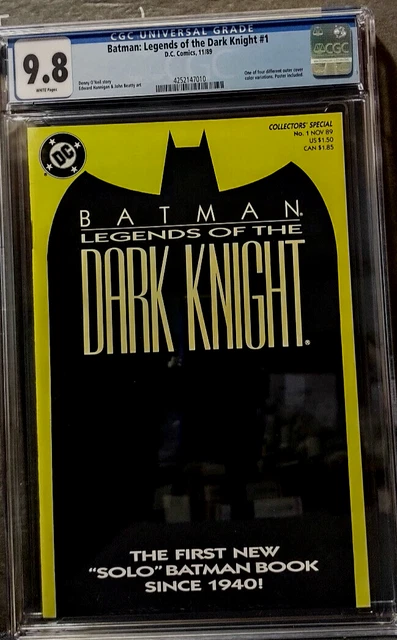 CGC UNIVERSAL GRADE
9.8
WHITE Pages
Batman: Legends of the Dark Knight #1
D.C. Comics, 11/89
Denny O'Neil story
Edward Hannigan & John Beatty art
4252147010
One of four different outer cover
color variations. Poster included.
CGC
DC
COLLECTORS' SPECIAL
No. 1 NOV 89
US $1.50
CAN $1.85
BATMAN®
LEGENDS OF THE
DARK KNIGHT®
THE FIRST NEW
"SOLO" BATMAN BOOK
SINCE 1940!